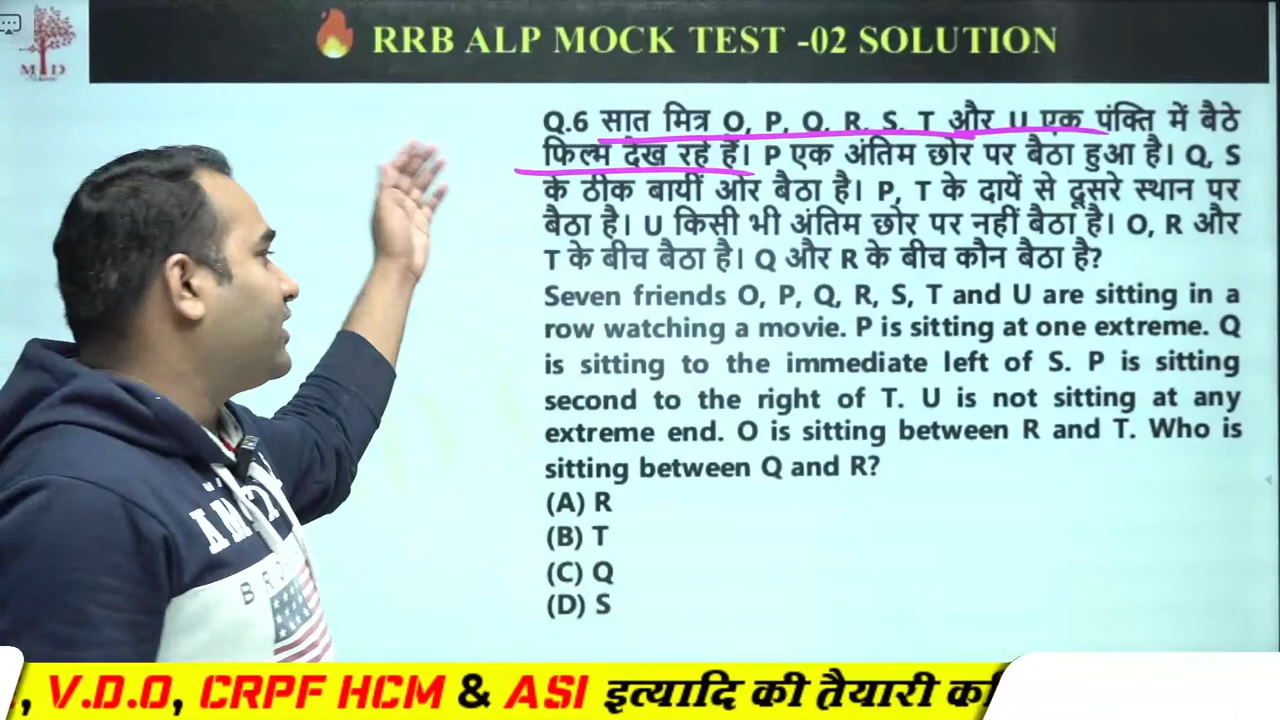 RRB ALP MOCK TEST -02 SOLUTION
Q.6 सात मित्र O, P, Q, R, S, T और U एक पंक्ति में बैठे
फिल्म देख रहे हैं। P एक अंतिम छोर पर बैठा हुआ है। Q, S
के ठीक बायीं ओर बैठा है। P, T के दायें से दूसरे स्थान पर
बैठा है। U किसी भी अंतिम छोर पर नहीं बैठा है। O, R और
T के बीच बैठा है। Q और R के बीच कौन बैठा है?
Seven friends O, P, Q, R, S, T and U are sitting in a
row watching a movie. P is sitting at one extreme. Q
is sitting to the immediate left of S. P is sitting
second to the right of T. U is not sitting at any
extreme end. O is sitting between R and T. Who is
sitting between Q and R?
(A) R
(B) T
(C) Q
(D) S
, V.D.O, CRPF HCM & ASI इत्यादि की तैयारी